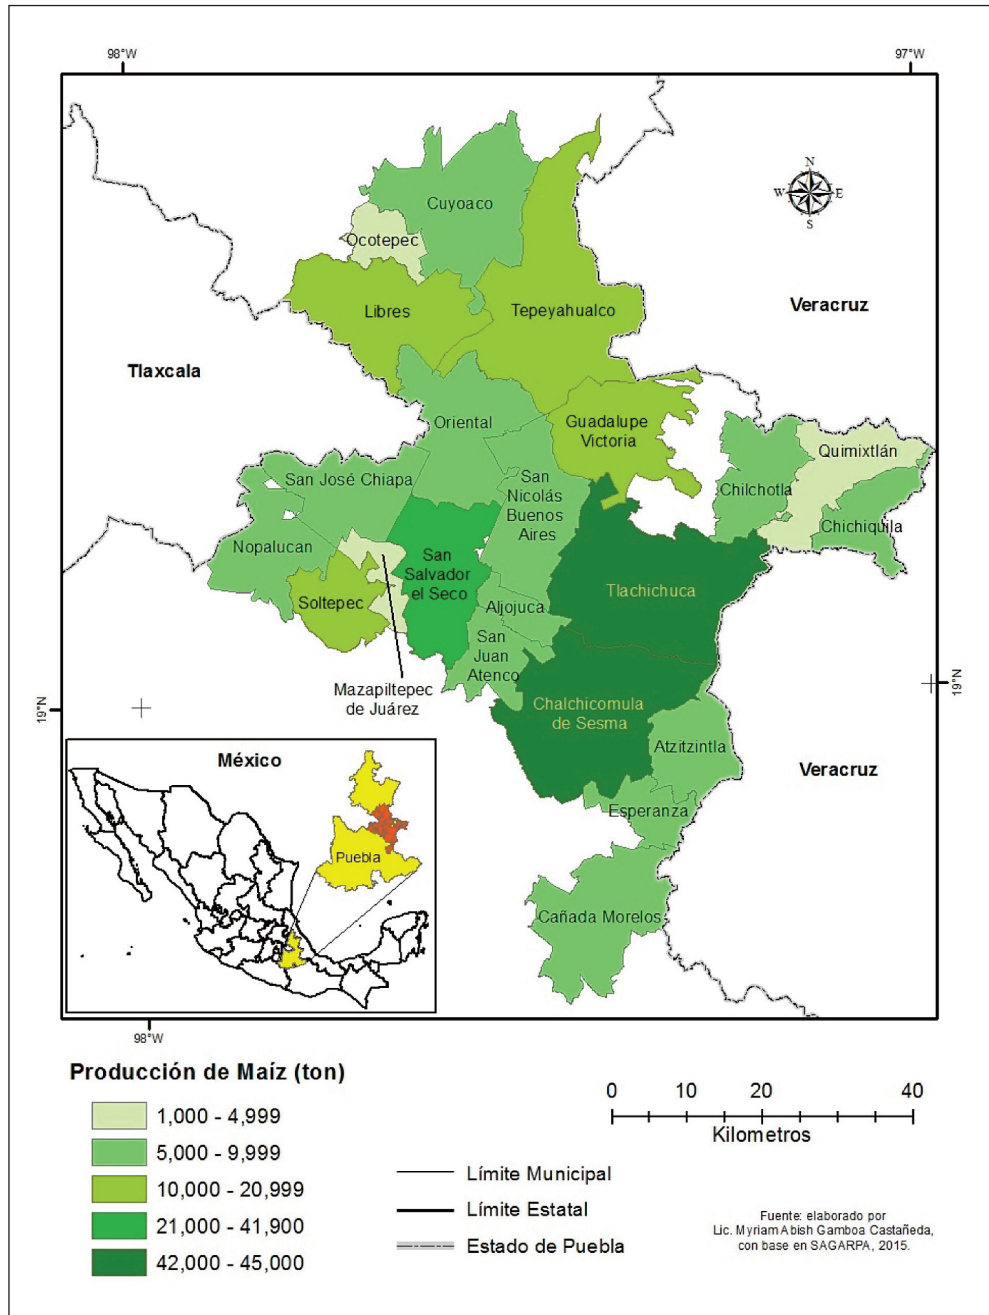 98°W
97°W
N
W
E
S
Cuyoaco
Ocotepec
Libres
Tepeyahualco
Veracruz
Tlaxcala
Oriental
Guadalupe
Victoria
Quimixtlán
San José Chiapa
San
Nicolás
Buenos
Aires
Chilchotla
Chichiquila
Nopalucan
San
Salvador
el Seco
Soltepec
Tlachichuca
Aljojuca
San
Juan
Atenco
Mazapiltepec
de Juárez
Chalchicomula
de Sesma
19°N
19°N
Atzitzintla
Veracruz
Esperanza
Cañada Morelos
México
Puebla
98°W
Producción de Maíz (ton)
1,000 - 4,999
5,000 - 9,999
10,000 - 20,999
21,000 - 41,900
42,000 - 45,000
0 10 20 40
Kilometros
Límite Municipal
Límite Estatal
Estado de Puebla
Fuente: elaborado por
Lic. Myriam Abish Gamboa Castañeda,
con base en SAGARPA, 2015.